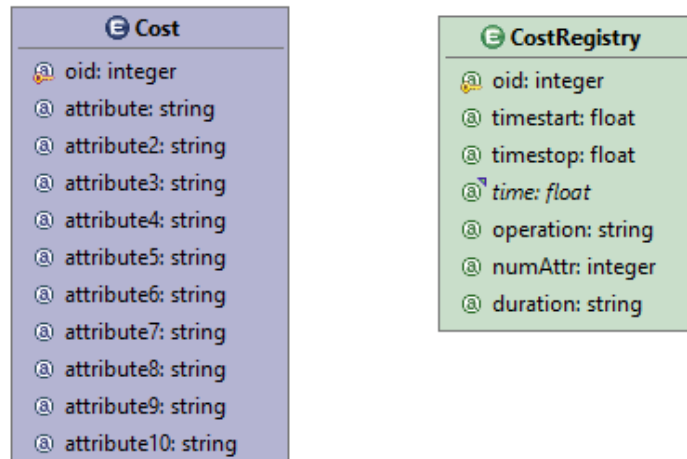 E Cost
a oid: integer
a attribute: string
a attribute2: string
a attribute3: string
a attribute4: string
a attribute5: string
a attribute6: string
a attribute7: string
a attribute8: string
a attribute9: string
a attribute10: string
E CostRegistry
a oid: integer
a timestart: float
a timestop: float
a time: float
a operation: string
a numAttr: integer
a duration: string